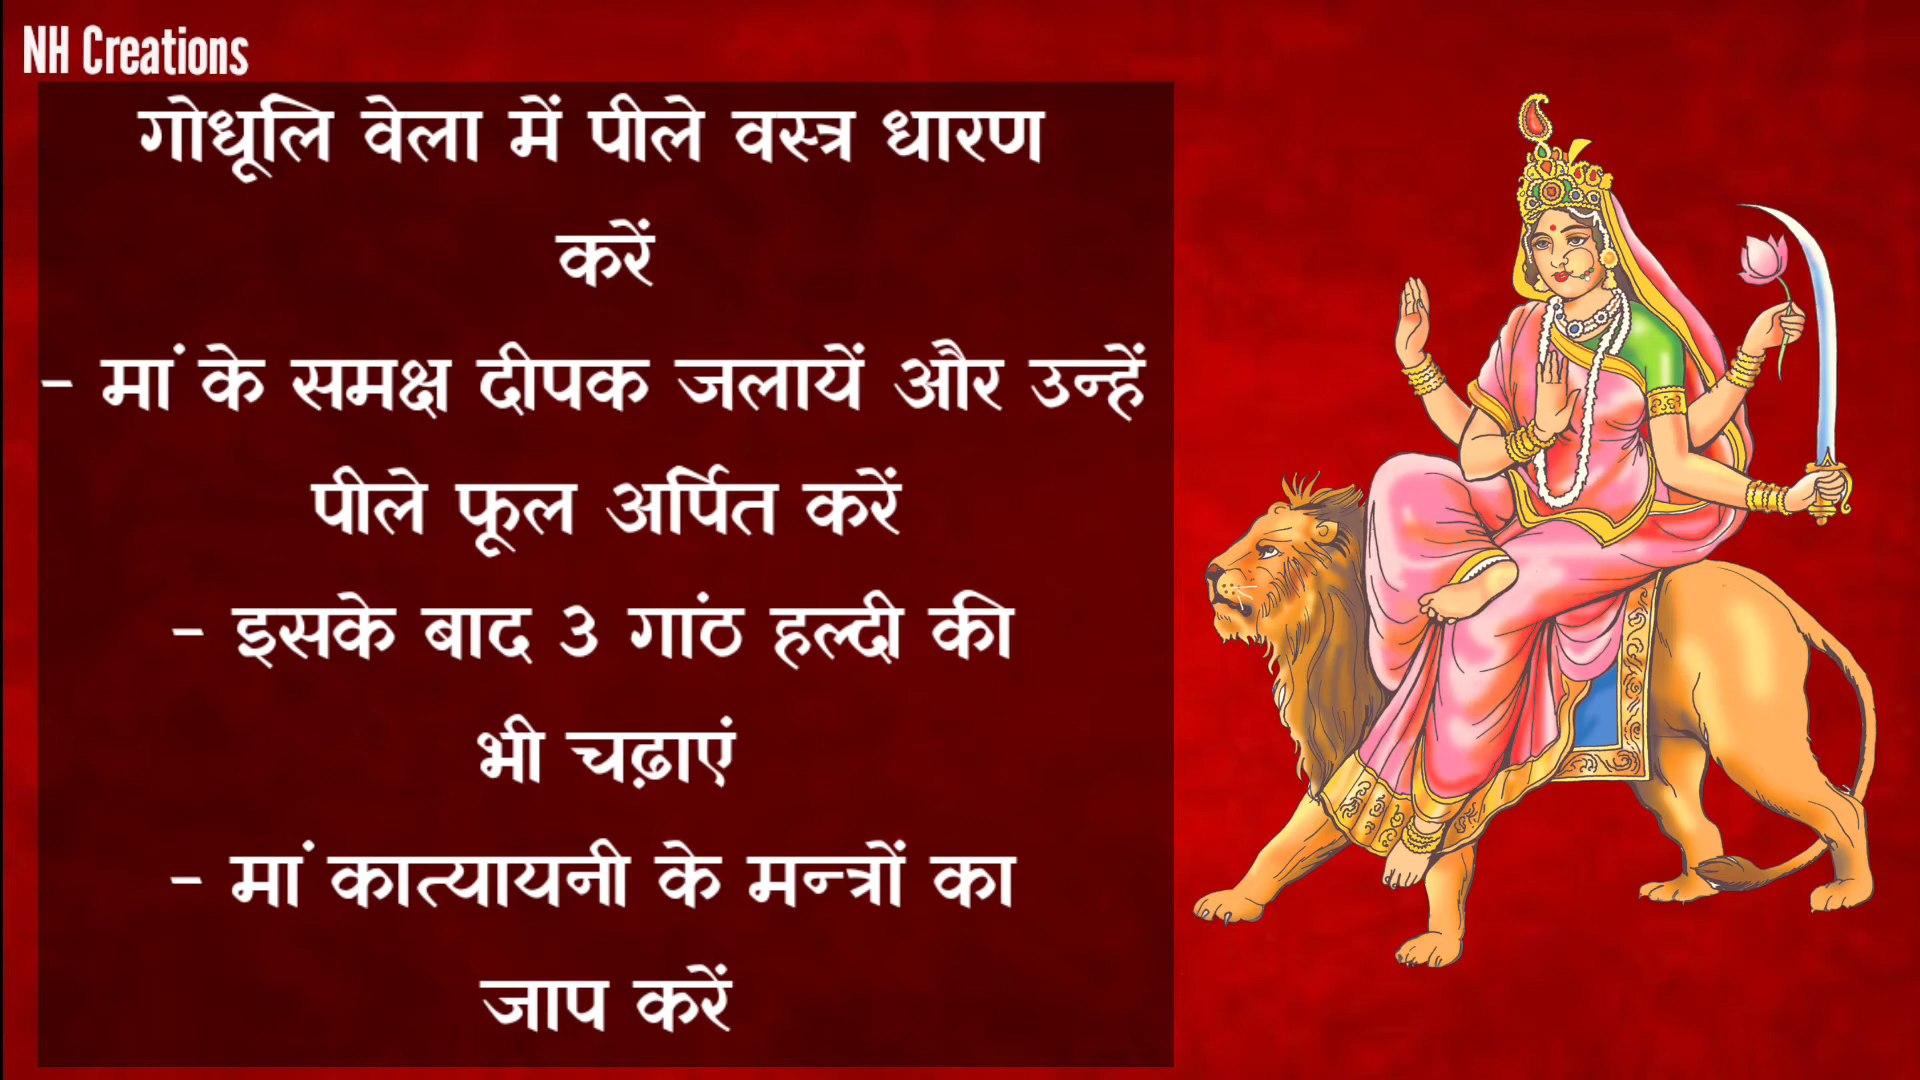 NH Creations
गोधूलि वेला में पीले वस्त्र धारण
करें
- मां के समक्ष दीपक जलायें और उन्हें
पीले फूल अर्पित करें
- इसके बाद 3 गांठ हल्दी की
भी चढ़ाएं
- मां कात्यायनी के मन्त्रों का
जाप करें